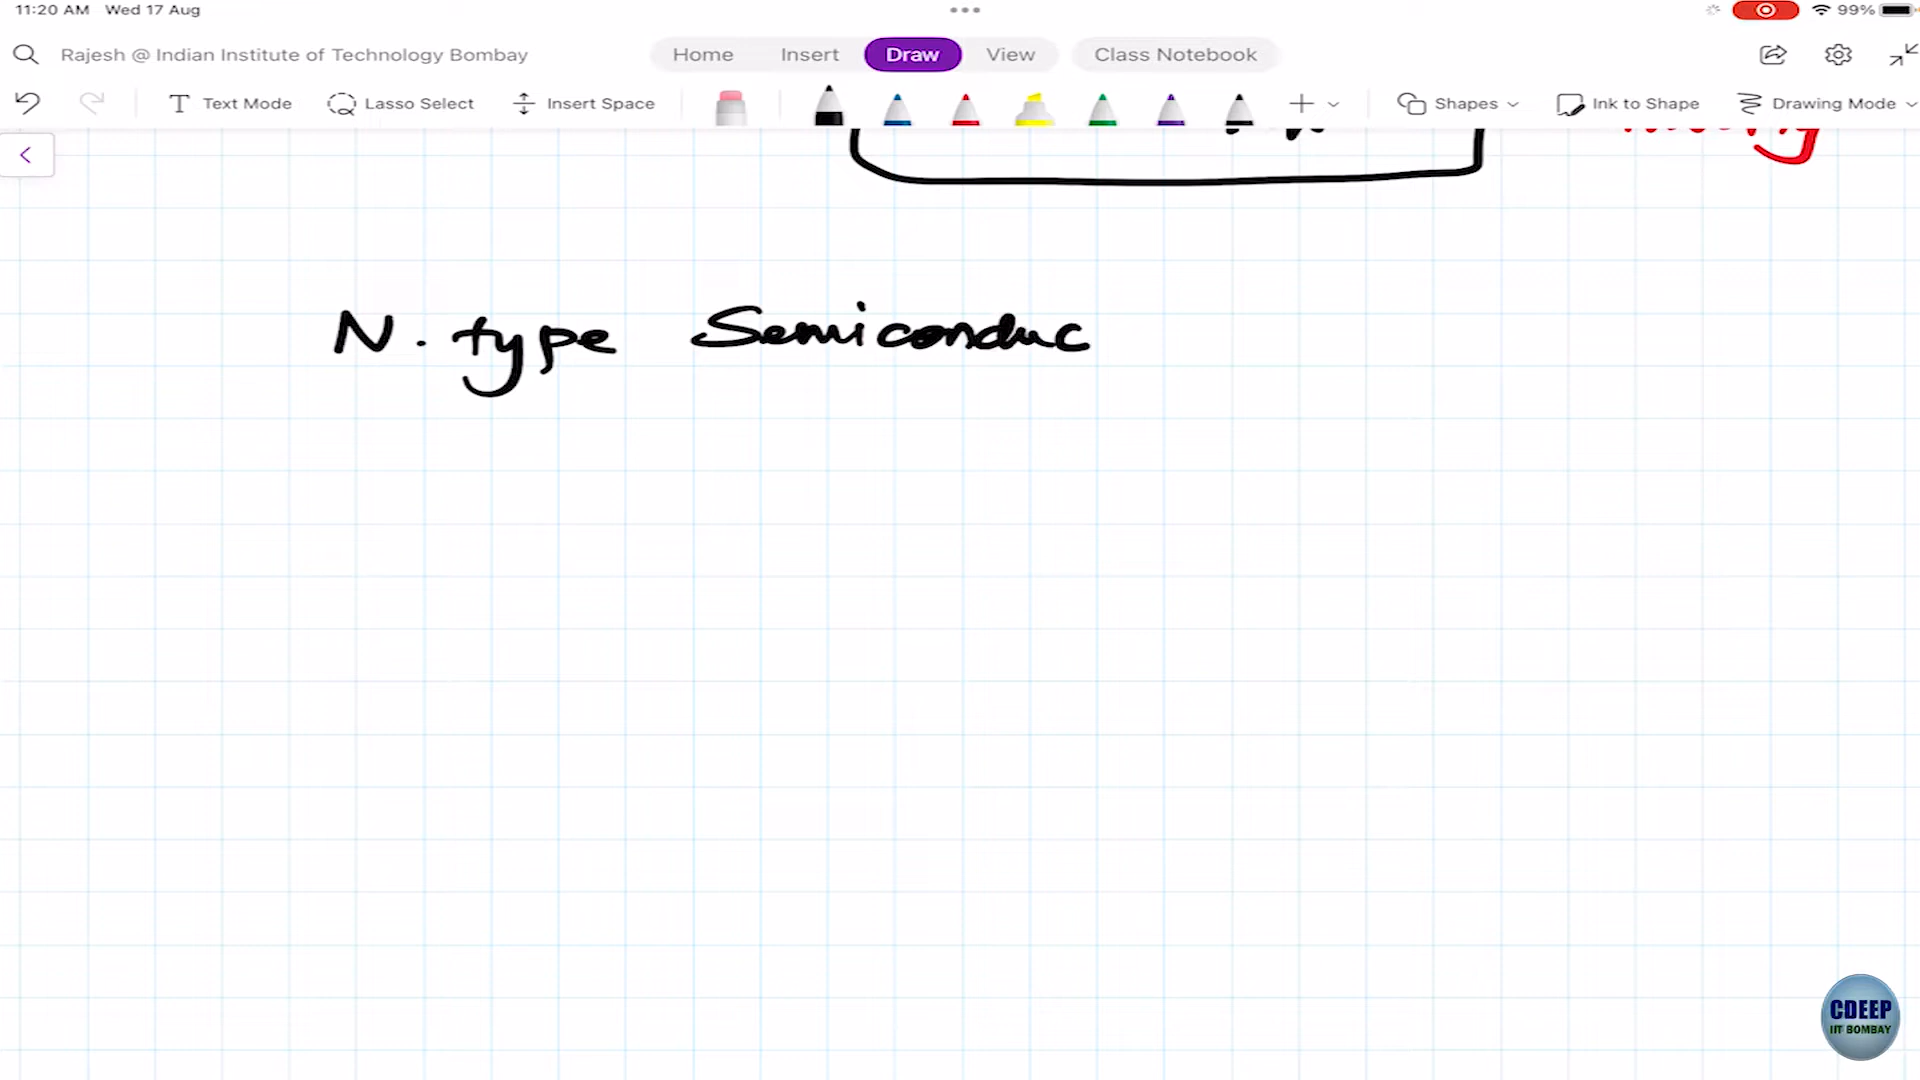 11:20 AM Wed 17 Aug
99%
Rajesh @ Indian Institute of Technology Bombay
Home Insert Draw View Class Notebook
Text Mode Lasso Select Insert Space Shapes Ink to Shape Drawing Mode
N. type Semiconduc
CDEEP
IIT BOMBAY